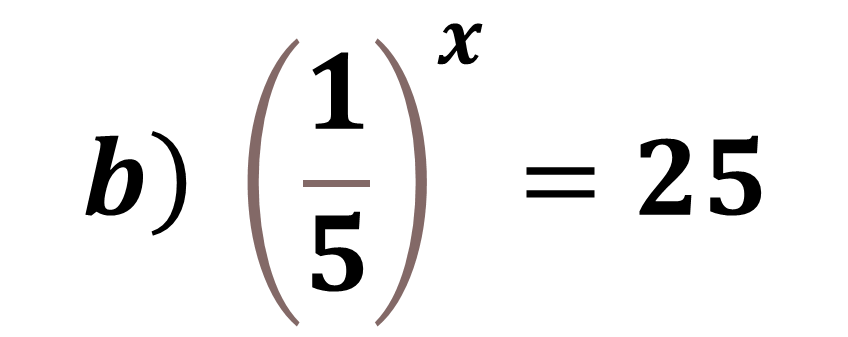 b) (1/5)^x = 25